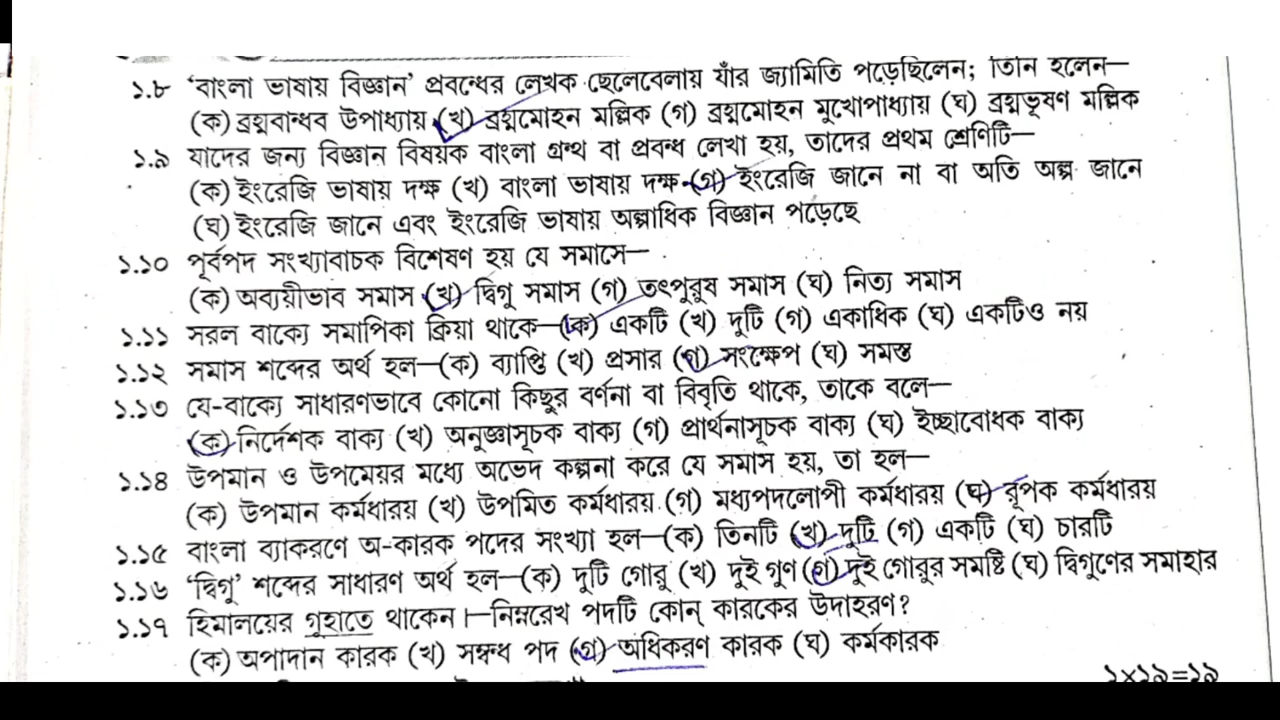 ১.৮ 'বাংলা ভাষায় বিজ্ঞান' প্রবন্ধের লেখক ছেলেবেলায় যাঁর জ্যামিতি পড়েছিলেন; তিনি হলেন—
(ক) ব্রহ্মবান্ধব উপাধ্যায় (খ) ব্রহ্মমোহন মল্লিক (গ) ব্রহ্মমোহন মুখোপাধ্যায় (ঘ) ব্রহ্মভূষণ মল্লিক
১.৯ যাদের জন্য বিজ্ঞান বিষয়ক বাংলা গ্রন্থ বা প্রবন্ধ লেখা হয়, তাদের প্রথম শ্রেণিটি—
(ক) ইংরেজি ভাষায় দক্ষ (খ) বাংলা ভাষায় দক্ষ (গ) ইংরেজি জানে না বা অতি অল্প জানে
(ঘ) ইংরেজি জানে এবং ইংরেজি ভাষায় অল্পাধিক বিজ্ঞান পড়েছে
১.১০ পূর্বপদ সংখ্যাবাচক বিশেষণ হয় যে সমাসে—
(ক) অব্যয়ীভাব সমাস (খ) দ্বিগু সমাস (গ) তৎপুরুষ সমাস (ঘ) নিত্য সমাস
১.১১ সরল বাক্যে সমাপিকা ক্রিয়া থাকে—(ক) একটি (খ) দুটি (গ) একাধিক (ঘ) একটিও নয়
১.১২ সমাস শব্দের অর্থ হল—(ক) ব্যাপ্তি (খ) প্রসার (গ) সংক্ষেপ (ঘ) সমস্ত
১.১৩ যে-বাক্যে সাধারণভাবে কোনো কিছুর বর্ণনা বা বিবৃতি থাকে, তাকে বলে—
(ক) নির্দেশক বাক্য (খ) অনুজ্ঞাসূচক বাক্য (গ) প্রার্থনাসূচক বাক্য (ঘ) ইচ্ছাবোধক বাক্য
১.১৪ উপমান ও উপমেয়র মধ্যে অভেদ কল্পনা করে যে সমাস হয়, তা হল—
(ক) উপমান কর্মধারয় (খ) উপমিত কর্মধারয় (গ) মধ্যপদলোপী কর্মধারয় (ঘ) রূপক কর্মধারয়
১.১৫ বাংলা ব্যাকরণে অ-কারক পদের সংখ্যা হল—(ক) তিনটি (খ) দুটি (গ) একটি (ঘ) চারটি
১.১৬ 'দ্বিগু' শব্দের সাধারণ অর্থ হল—(ক) দুটি গোরু (খ) দুই গুণ (গ) দুই গোরুর সমষ্টি (ঘ) দ্বিগুণের সমাহার
১.১৭ হিমালয়ের গুহাতে থাকেন।—নিম্নরেখ পদটি কোন্ কারকের উদাহরণ?
(ক) অপাদান কারক (খ) সম্বন্ধ পদ (গ) অধিকরণ কারক (ঘ) কর্মকারক
১×১৯=১৯